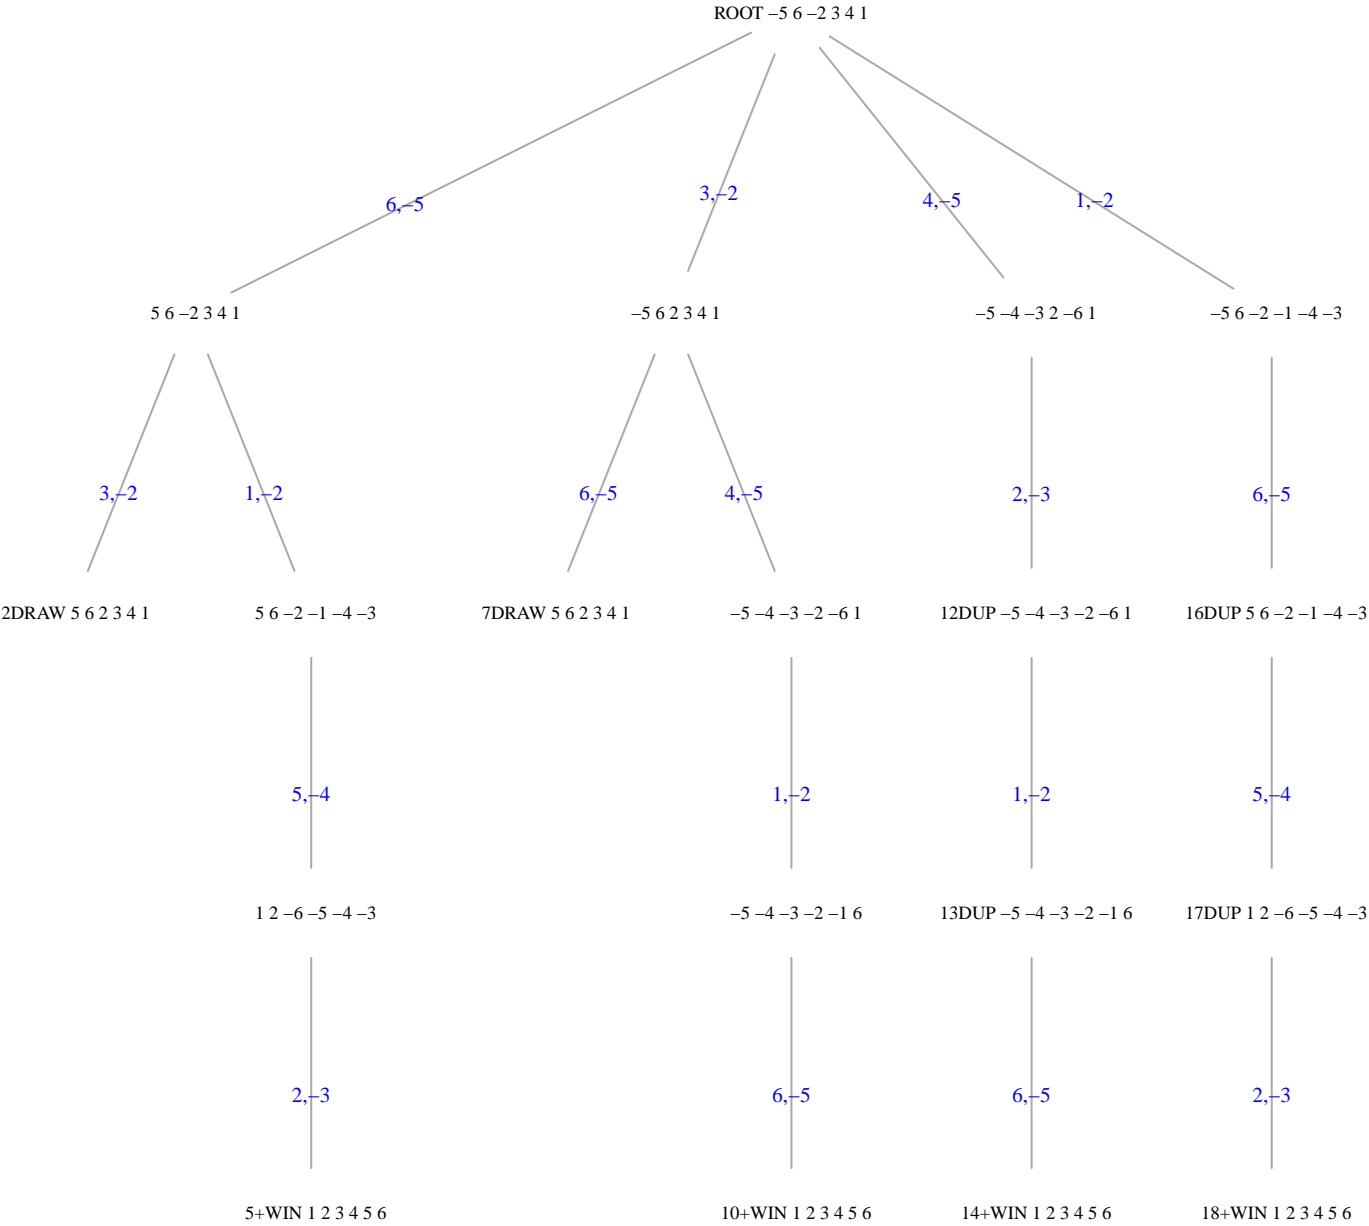 ROOT –5 6 –2 3 4 1
6,–5
3,–2
4,–5
1,–2
5 6 –2 3 4 1
–5 6 2 3 4 1
–5 –4 –3 2 –6 1
–5 6 –2 –1 –4 –3
3,–2
1,–2
6,–5
4,–5
2,–3
6,–5
2DRAW 5 6 2 3 4 1
5 6 –2 –1 –4 –3
7DRAW 5 6 2 3 4 1
–5 –4 –3 –2 –6 1
12DUP –5 –4 –3 –2 –6 1
16DUP 5 6 –2 –1 –4 –3
5,–4
1,–2
1,–2
5,–4
1 2 –6 –5 –4 –3
–5 –4 –3 –2 –1 6
13DUP –5 –4 –3 –2 –1 6
17DUP 1 2 –6 –5 –4 –3
2,–3
6,–5
6,–5
2,–3
5+WIN 1 2 3 4 5 6
10+WIN 1 2 3 4 5 6
14+WIN 1 2 3 4 5 6
18+WIN 1 2 3 4 5 6